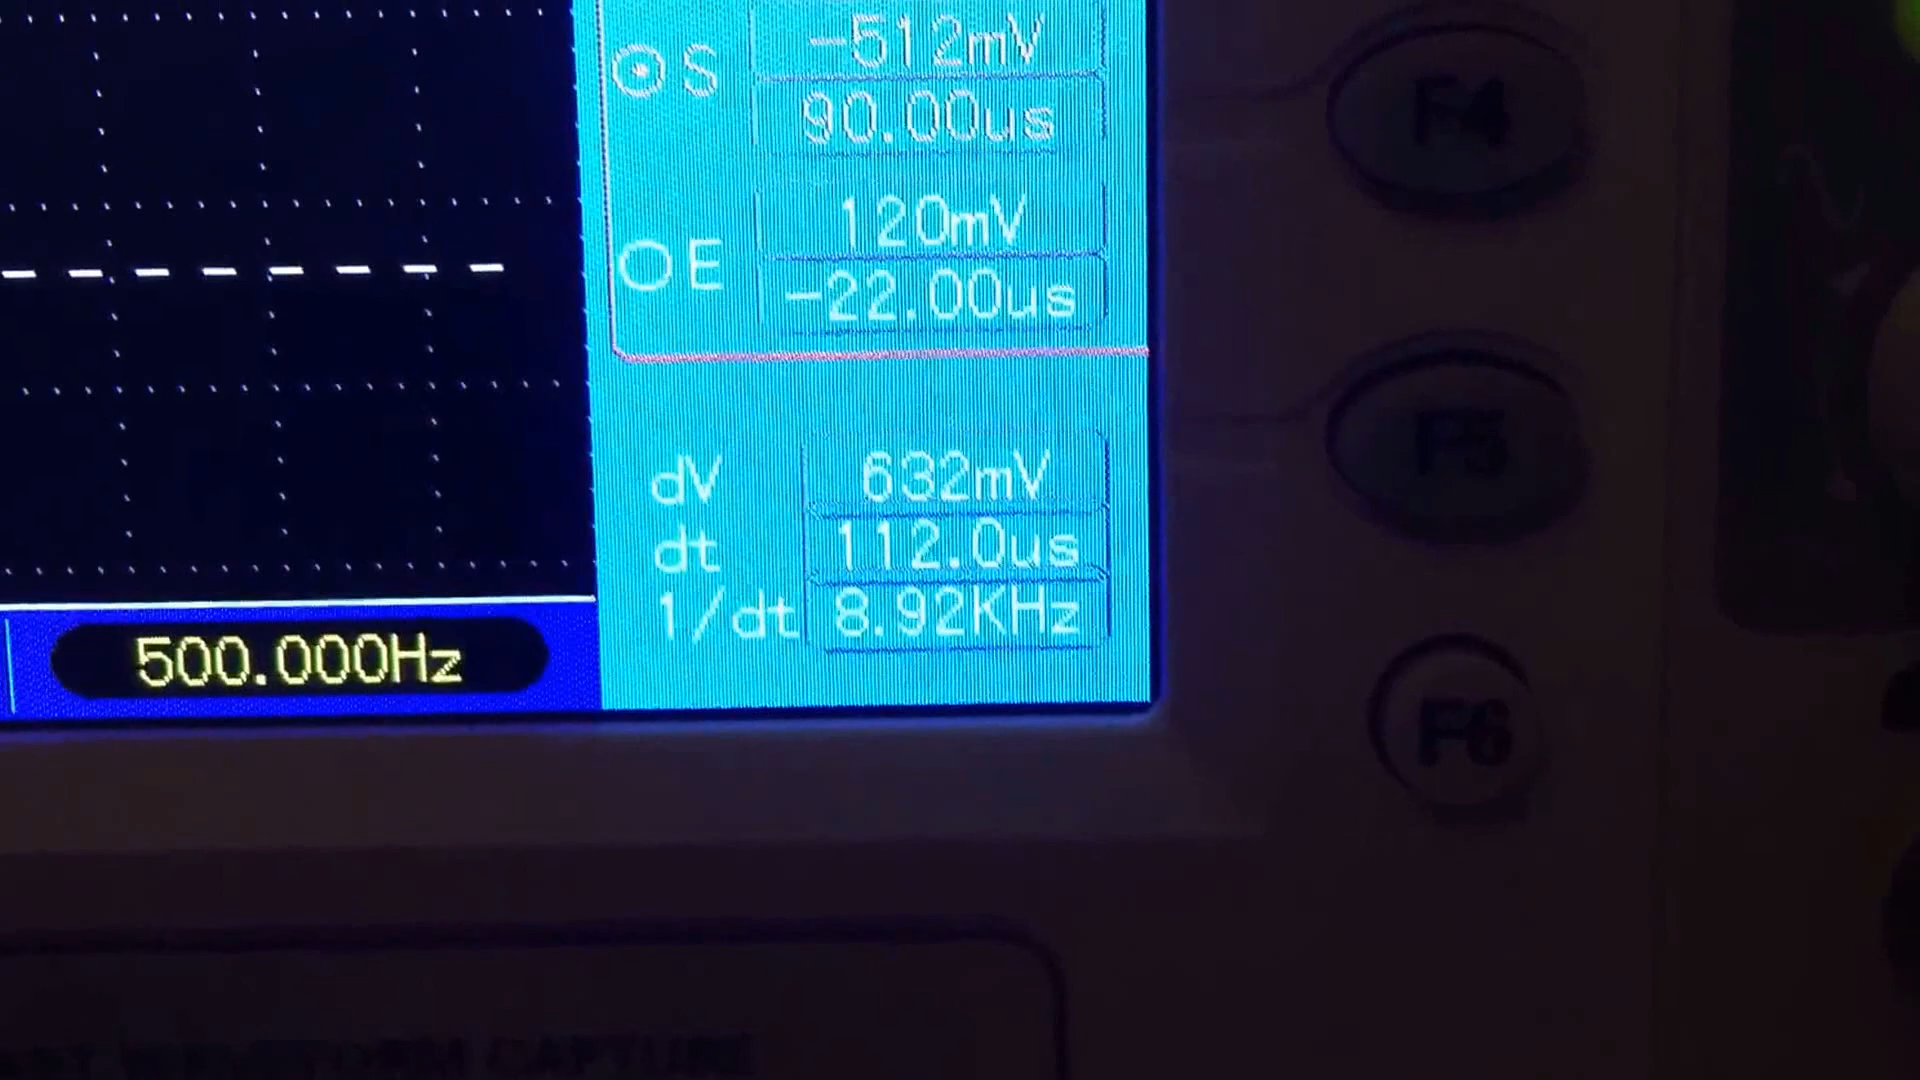 S
-512mV
90.00us
E
120mV
-22.00us
dV 632mV
dt 112.0us
1/dt 8.92KHz
500.000Hz
F4
F5
F6
CAPTURE